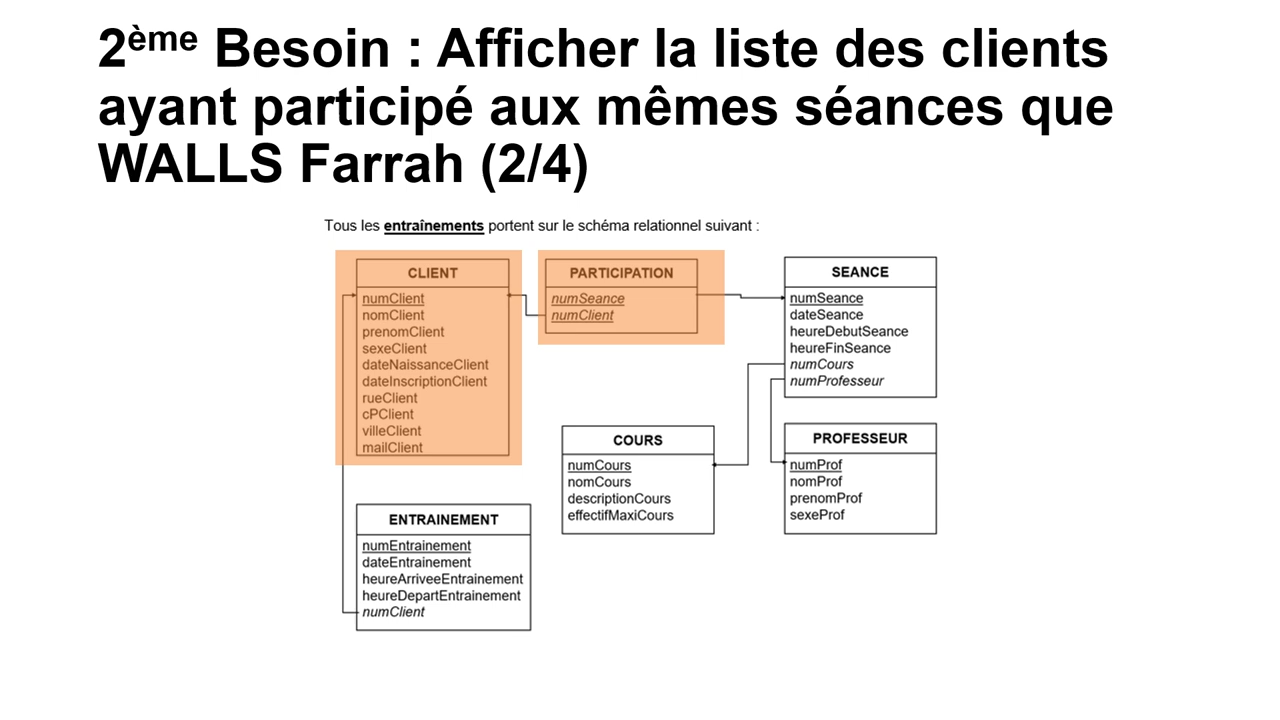 2ème Besoin : Afficher la liste des clients
ayant participé aux mêmes séances que
WALLS Farrah (2/4)
Tous les entraînements portent sur le schéma relationnel suivant :
CLIENT
numClient
nomClient
prenomClient
sexeClient
dateNaissanceClient
dateInscriptionClient
rueClient
cPClient
villeClient
mailClient
PARTICIPATION
numSeance
numClient
SEANCE
numSeance
dateSeance
heureDebutSeance
heureFinSeance
numCours
numProfesseur
COURS
numCours
nomCours
descriptionCours
effectifMaxiCours
PROFESSEUR
numProf
nomProf
prenomProf
sexeProf
ENTRAINEMENT
numEntrainement
dateEntrainement
heureArriveeEntrainement
heureDepartEntrainement
numClient